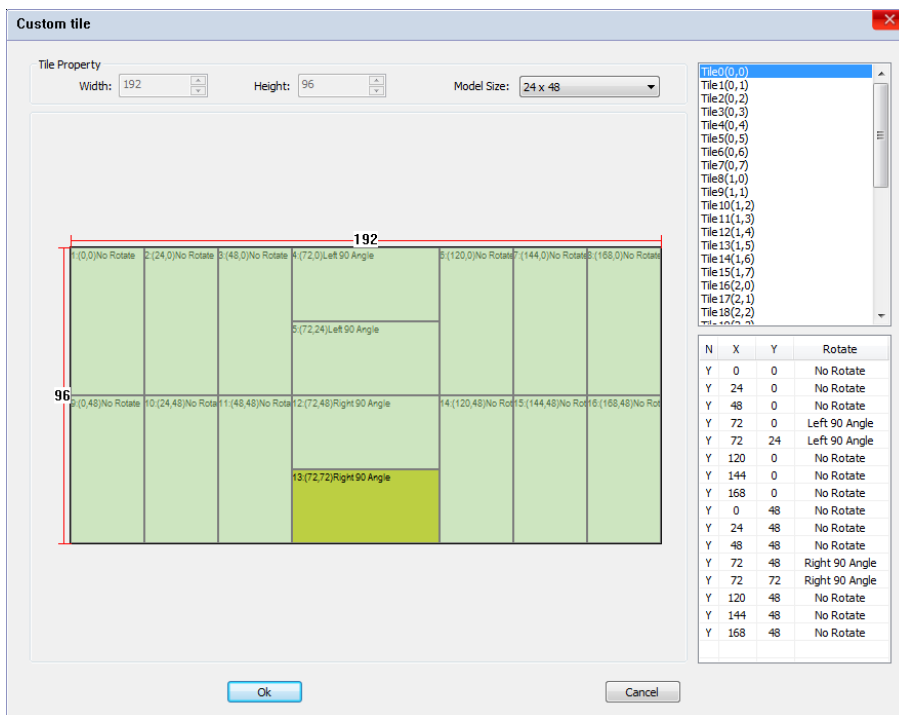 Custom tile
Tile Property
Width: 192 Height: 96 Model Size: 24 x 48
192
96
1:(0,0)No Rotate 2:(24,0)No Rotate 3:(48,0)No Rotate 4:(72,0)Left 90 Angle 6:(120,0)No Rotate 7:(144,0)No Rotate 8:(168,0)No Rotate
5:(72,24)Left 90 Angle
9:(0,48)No Rotate 10:(24,48)No Rota 11:(48,48)No Rota 12:(72,48)Right 90 Angle 14:(120,48)No Rot 15:(144,48)No Rot 16:(168,48)No Rot
13:(72,72)Right 90 Angle
Ok
Cancel
Tile0(0,0)
Tile1(0,1)
Tile2(0,2)
Tile3(0,3)
Tile4(0,4)
Tile5(0,5)
Tile6(0,6)
Tile7(0,7)
Tile8(1,0)
Tile9(1,1)
Tile10(1,2)
Tile11(1,3)
Tile12(1,4)
Tile13(1,5)
Tile14(1,6)
Tile15(1,7)
Tile16(2,0)
Tile17(2,1)
Tile18(2,2)
N X Y Rotate
Y 0 0 No Rotate
Y 24 0 No Rotate
Y 48 0 No Rotate
Y 72 0 Left 90 Angle
Y 72 24 Left 90 Angle
Y 120 0 No Rotate
Y 144 0 No Rotate
Y 168 0 No Rotate
Y 0 48 No Rotate
Y 24 48 No Rotate
Y 48 48 No Rotate
Y 72 48 Right 90 Angle
Y 72 72 Right 90 Angle
Y 120 48 No Rotate
Y 144 48 No Rotate
Y 168 48 No Rotate